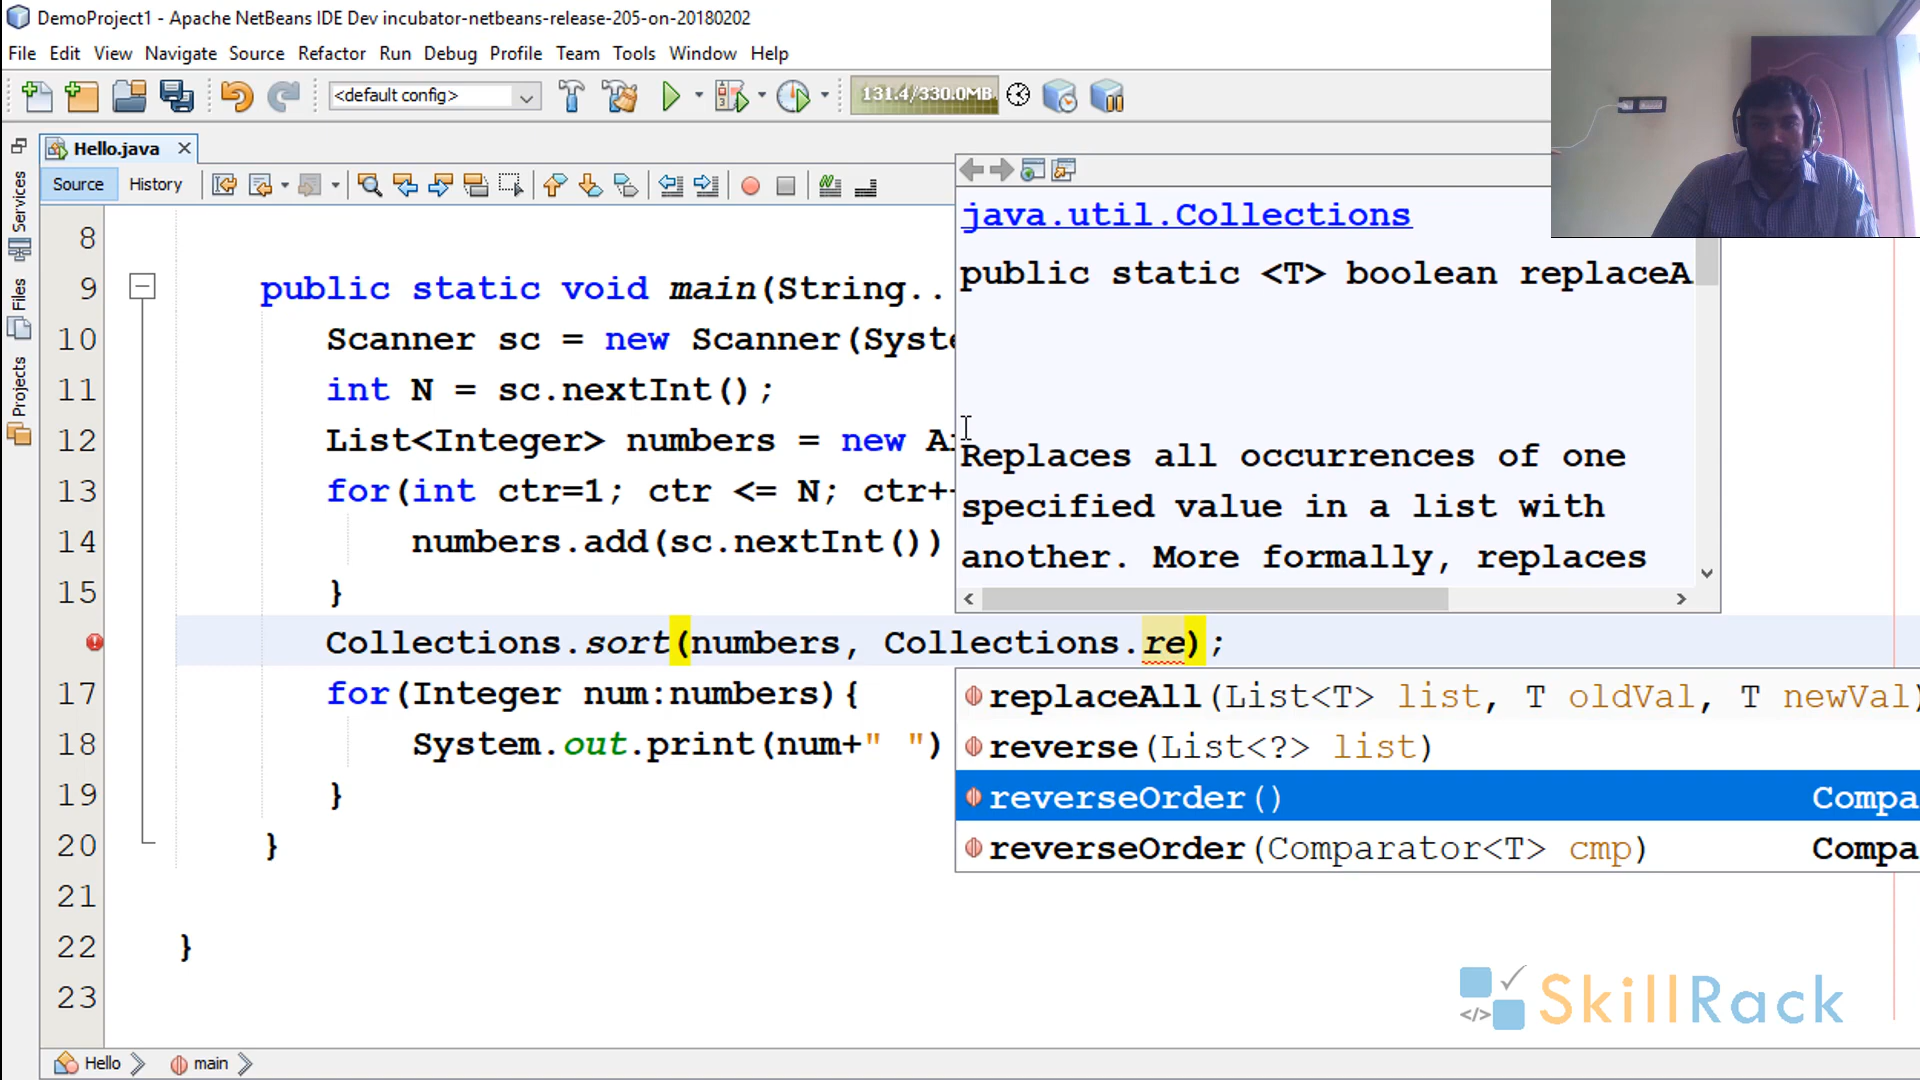 DemoProject1 - Apache NetBeans IDE Dev incubator-netbeans-release-205-on-20180202
File Edit View Navigate Source Refactor Run Debug Profile Team Tools Window Help
<default config>
131.4/330.0MB
Services
Files
Projects
Hello.java
Source History
java.util.Collections
public static <T> boolean replaceA
Replaces all occurrences of one
specified value in a list with
another. More formally, replaces
8
9 public static void main(String..
10 Scanner sc = new Scanner(Syste
11 int N = sc.nextInt();
12 List<Integer> numbers = new A
13 for(int ctr=1; ctr <= N; ctr+
14 numbers.add(sc.nextInt())
15 }
Collections.sort(numbers, Collections.re);
17 for(Integer num:numbers){
18 System.out.print(num+" ")
19 }
20 }
21
22 }
23
replaceAll(List<T> list, T oldVal, T newVal)
reverse(List<?> list)
reverseOrder() Compa
reverseOrder(Comparator<T> cmp) Compa
</> SkillRack
Hello main